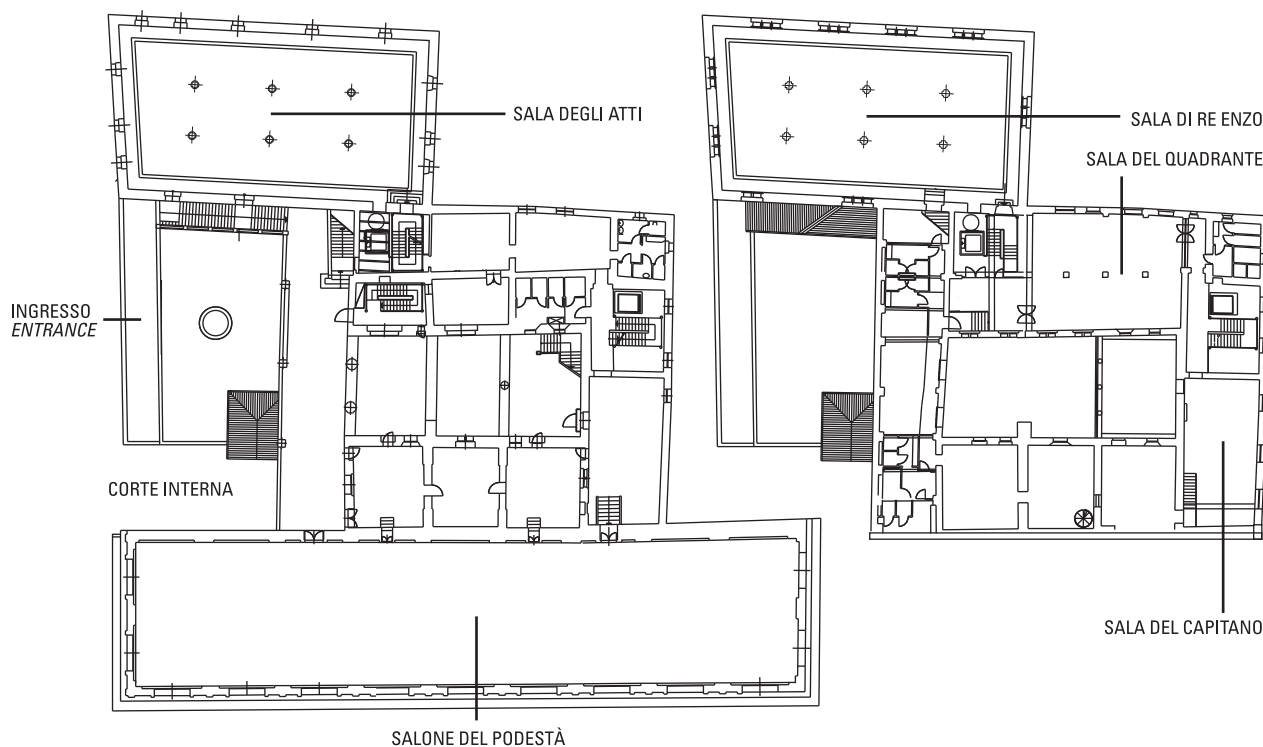 SALA DEGLI ATTI
SALA DI RE ENZO
SALA DEL QUADRANTE
INGRESSO
ENTRANCE
CORTE INTERNA
SALA DEL CAPITANO
SALONE DEL PODESTÀ